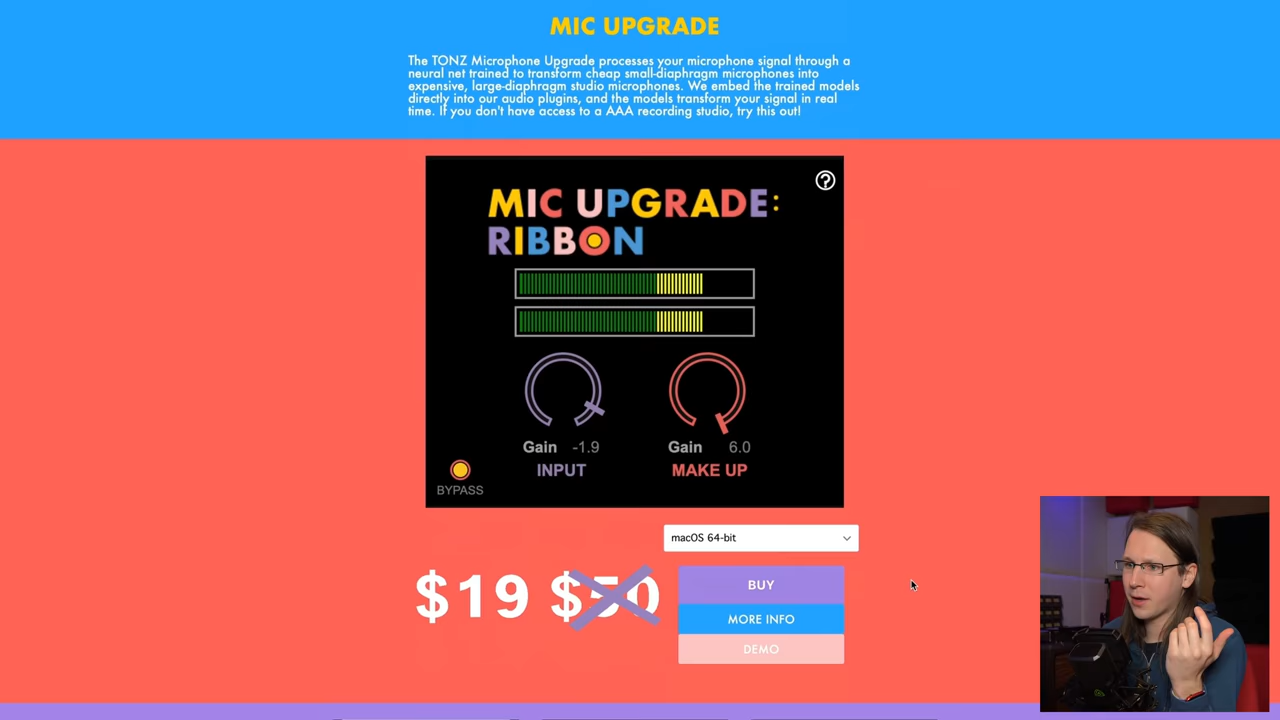 MIC UPGRADE
The TONZ Microphone Upgrade processes your microphone signal through a
neural net trained to transform cheap small-diaphragm microphones into
expensive, large-diaphragm studio microphones. We embed the trained models
directly into our audio plugins, and the models transform your signal in real
time. If you don't have access to a AAA recording studio, try this out!
?
MIC UPGRADE:
RIBBON
Gain -1.9
Gain 6.0
INPUT
MAKE UP
BYPASS
macOS 64-bit
$19 $50
BUY
MORE INFO
DEMO